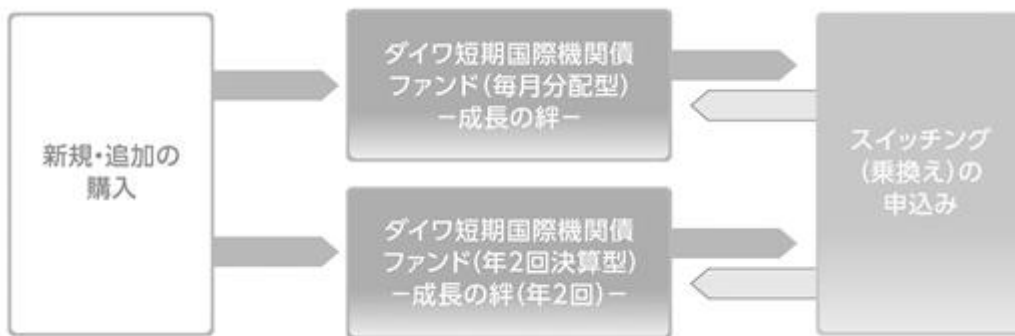 新規・追加の
購入
ダイワ短期国際機関債
ファンド(毎月分配型)
－成長の絆－
ダイワ短期国際機関債
ファンド(年2回決算型)
－成長の絆(年2回)－
スイッチング
(乗換え)の
申込み